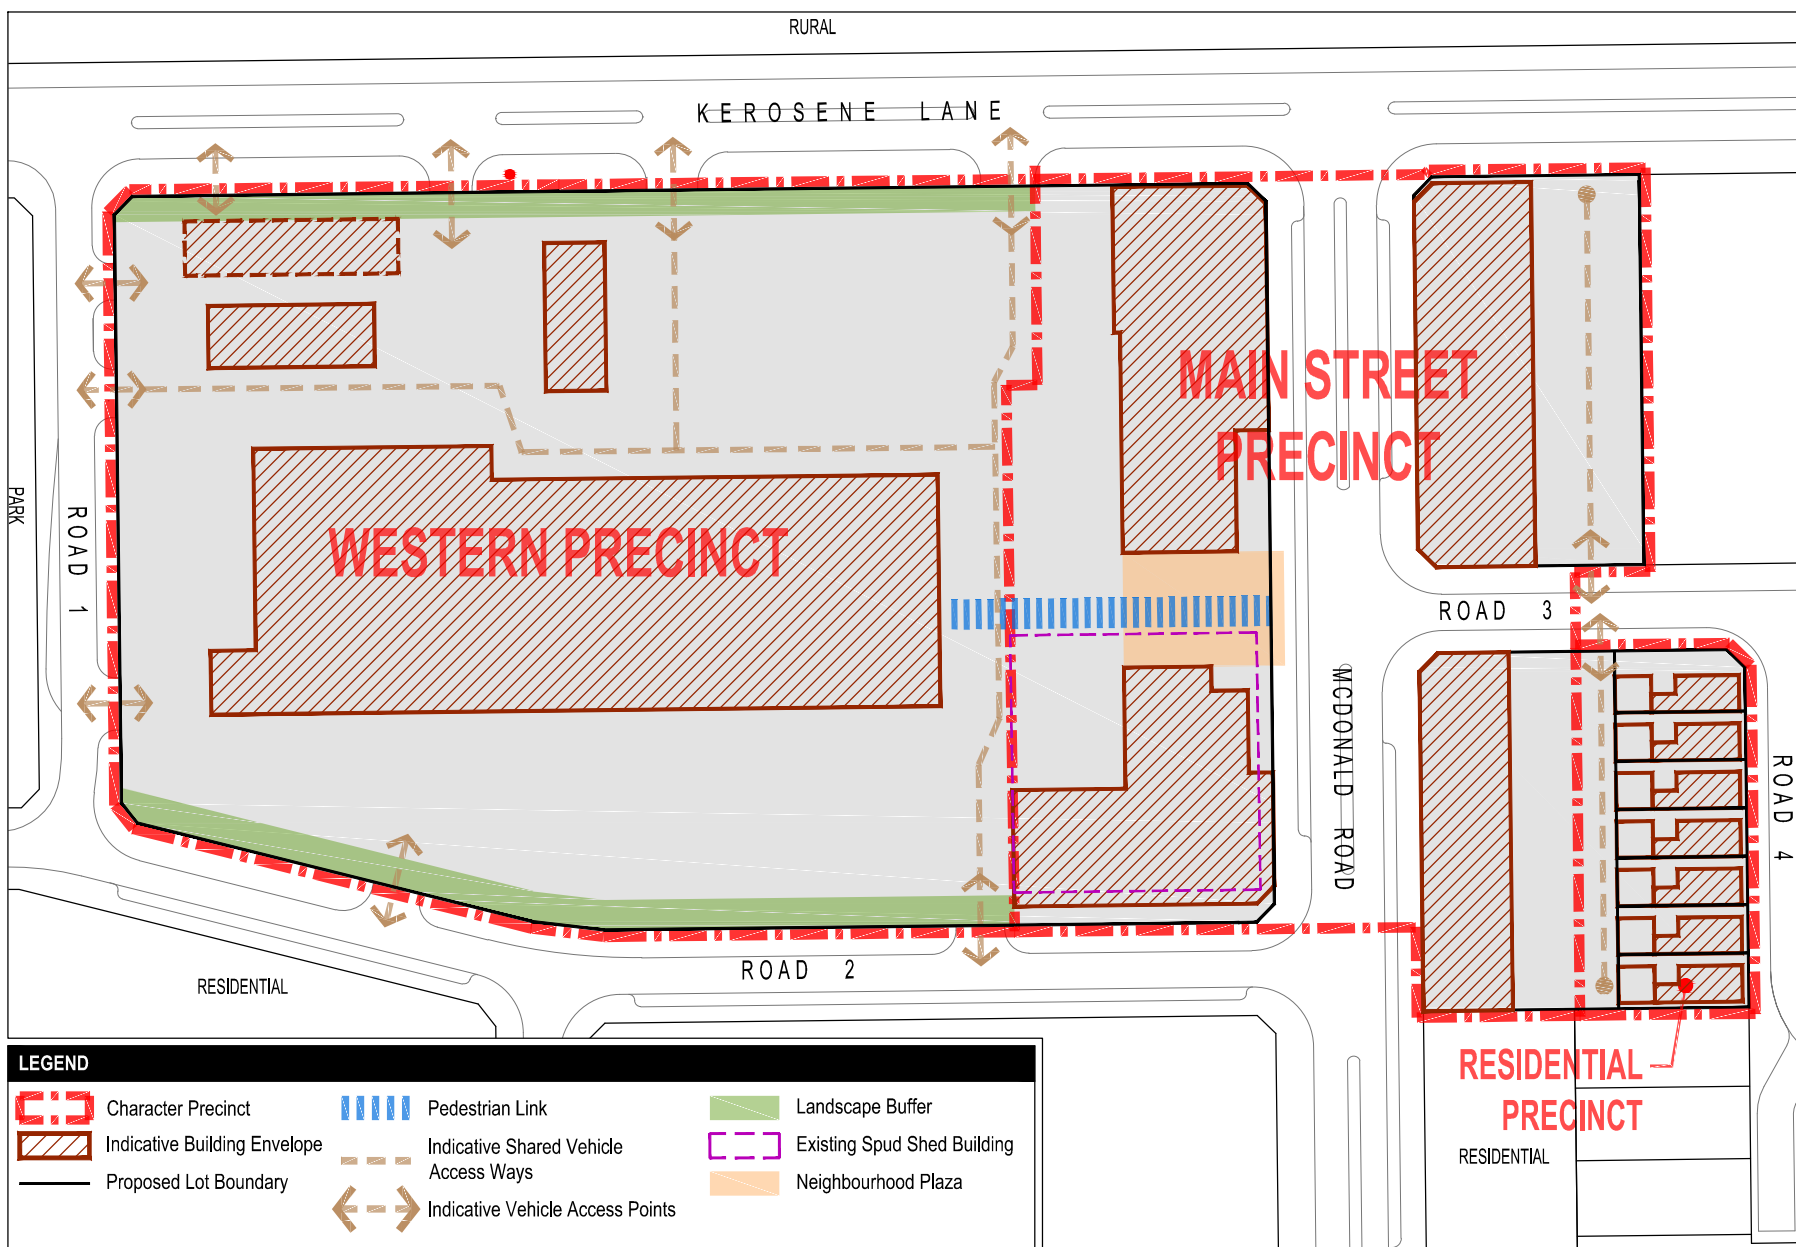 RURAL
KEROSENE LANE
MAIN STREET
PRECINCT
PARK
ROAD 1
WESTERN PRECINCT
ROAD 3
MCDONALD ROAD
ROAD 4
ROAD 2
RESIDENTIAL
RESIDENTIAL
PRECINCT
RESIDENTIAL
LEGEND
Character Precinct
Indicative Building Envelope
Proposed Lot Boundary
Pedestrian Link
Indicative Shared Vehicle
Access Ways
Indicative Vehicle Access Points
Landscape Buffer
Existing Spud Shed Building
Neighbourhood Plaza